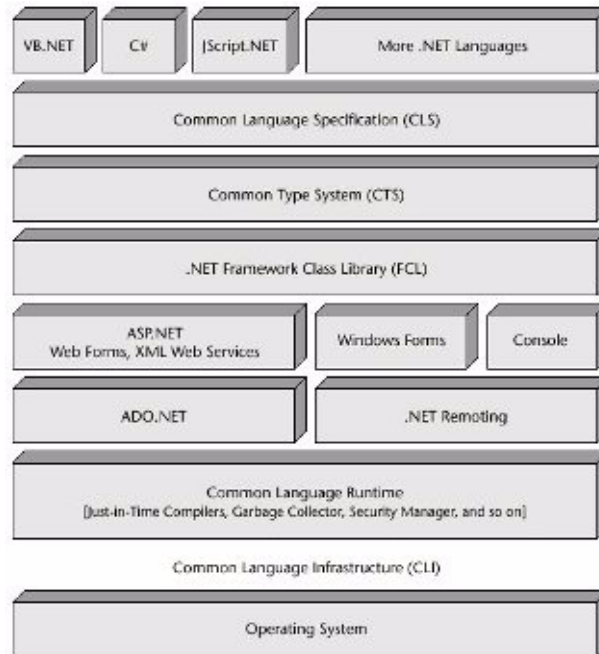 VB.NET
C#
JScript.NET
More .NET Languages
Common Language Specification (CLS)
Common Type System (CTS)
.NET Framework Class Library (FCL)
ASP.NET
Web Forms, XML Web Services
Windows Forms
Console
ADO.NET
.NET Remoting
Common Language Runtime
[Just-in-Time Compilers, Garbage Collector, Security Manager, and so on]
Common Language Infrastructure (CLI)
Operating System